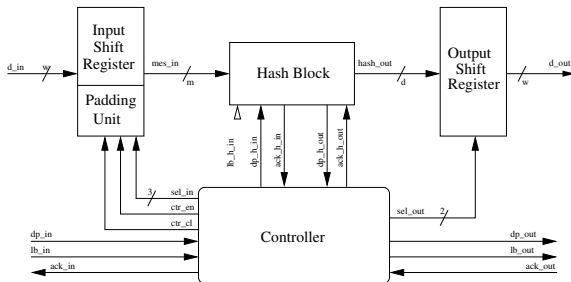 Input
Shift
Register
Padding
Unit
d_in
w
mes_in
m
Hash Block
hash_out
d
Output
Shift
Register
d_out
w
lb_h_in
dp_h_in
ack_h_in
dp_h_out
ack_h_out
3
sel_in
ctr_en
ctr_cl
Controller
sel_out
2
dp_in
lb_in
ack_in
dp_out
lb_out
ack_out